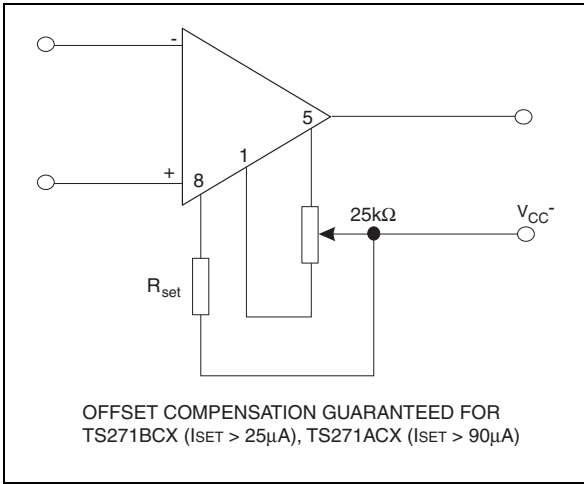 -
5
1
+
8
25kΩ
VCC-
Rset
OFFSET COMPENSATION GUARANTEED FOR
TS271BCX (ISET > 25μA), TS271ACX (ISET > 90μA)